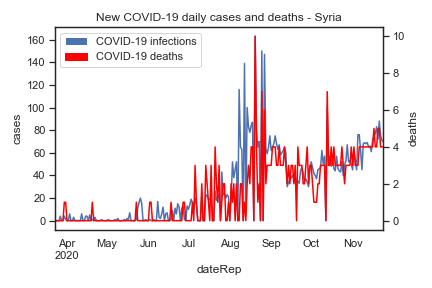 New COVID-19 daily cases and deaths - Syria
COVID-19 infections
COVID-19 deaths
cases
160
140
120
100
80
60
40
20
0
deaths
10
8
6
4
2
0
Apr May Jun Jul Aug Sep Oct Nov
2020
dateRep